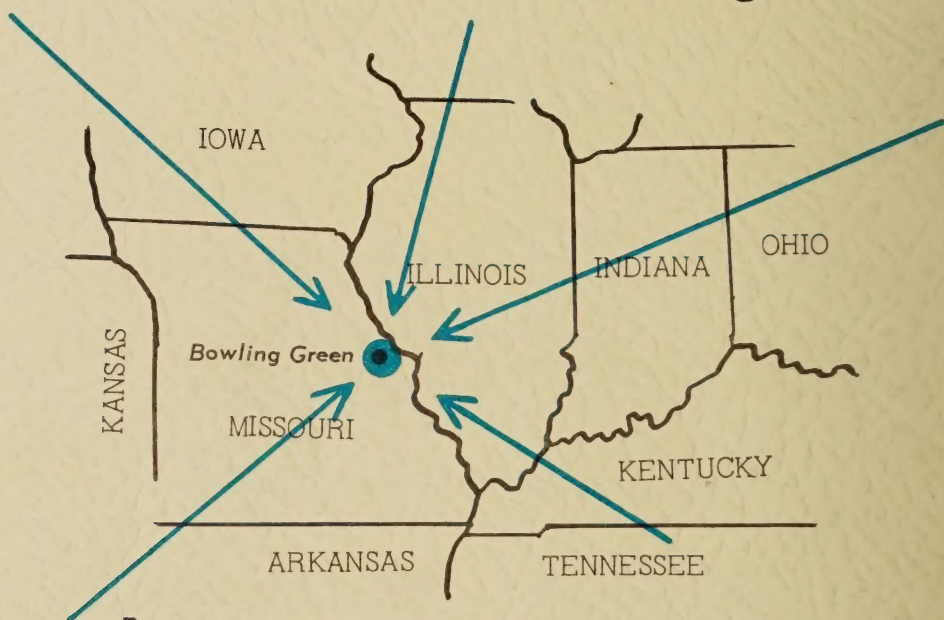 IOWA
ILLINOIS
INDIANA
OHIO
KANSAS
Bowling Green
MISSOURI
KENTUCKY
ARKANSAS
TENNESSEE